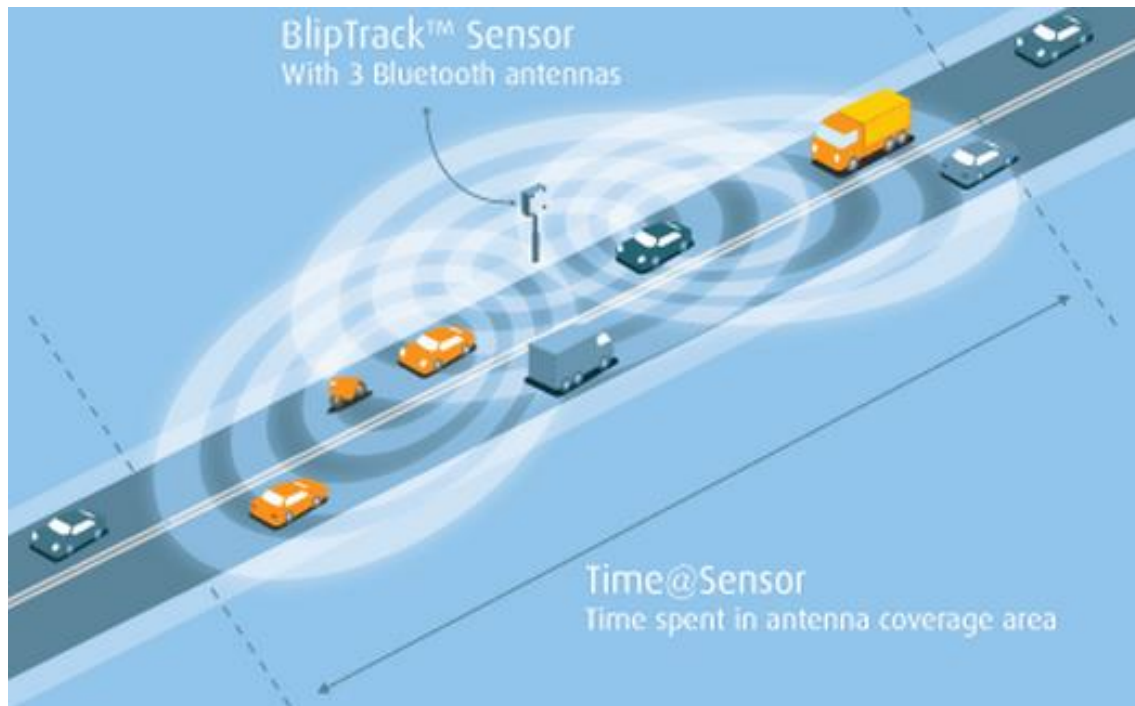 BlipTrack™ Sensor
With 3 Bluetooth antennas
Time@Sensor
Time spent in antenna coverage area